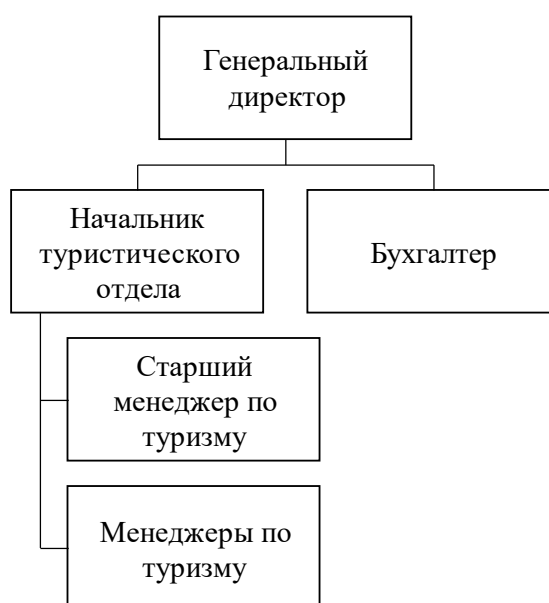 Генеральный
директор
Начальник
туристического
отдела
Бухгалтер
Старший
менеджер по
туризму
Менеджеры по
туризму